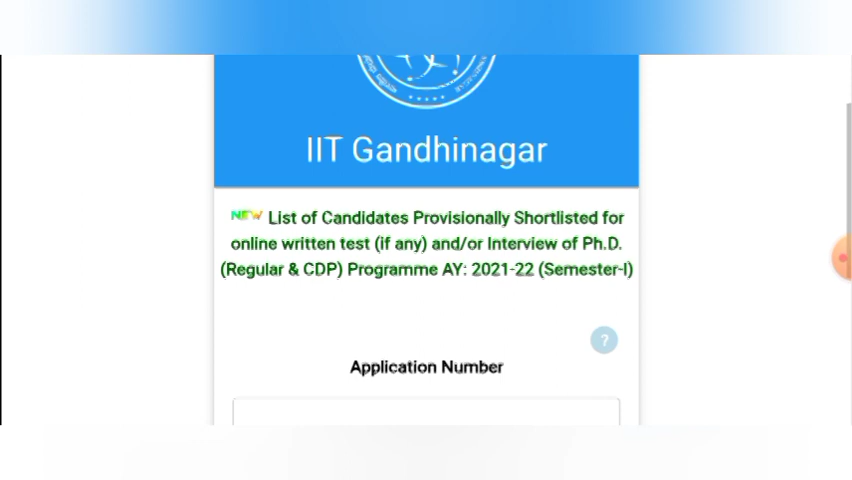 IIT Gandhinagar
NEW List of Candidates Provisionally Shortlisted for
online written test (if any) and/or Interview of Ph.D.
(Regular & CDP) Programme AY: 2021-22 (Semester-I)
?
Application Number